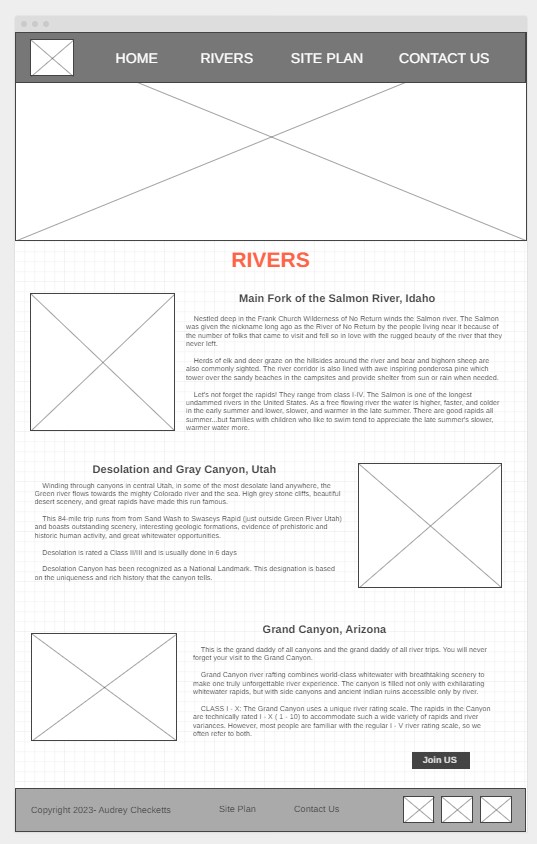 HOME RIVERS SITE PLAN CONTACT US
RIVERS
Main Fork of the Salmon River, Idaho
Nestled deep in the Frank Church Wilderness of No Return winds the Salmon river. The Salmon
was given the nickname long ago as the River of No Return by the people living near it because of
the number of folks that came to visit and fell so in love with the rugged beauty of the river that they
never left.
Herds of elk and deer graze on the hillsides around the river and bear and bighorn sheep are
also commonly sighted. The river corridor is also lined with awe inspiring ponderosa pine which
tower over the sandy beaches in the campsites and provide shelter from sun or rain when needed.
Let's not forget the rapids! They range from class I-IV. The Salmon is one of the longest
undammed rivers in the United States. As a free flowing river the water is higher, faster, and colder
in the early summer and lower, slower, and warmer in the late summer. There are good rapids all
summer...but families with children who like to swim tend to appreciate the late summer's slower,
warmer water more.
Desolation and Gray Canyon, Utah
Winding through canyons in central Utah, in some of the most desolate land anywhere, the
Green river flows towards the mighty Colorado river and the sea. High grey stone cliffs, beautiful
desert scenery, and great rapids have made this run famous.
This 84-mile trip runs from from Sand Wash to Swaseys Rapid (just outside Green River Utah)
and boasts outstanding scenery, interesting geologic formations, evidence of prehistoric and
historic human activity, and great whitewater opportunities.
Desolation is rated a Class II/III and is usually done in 6 days
Desolation Canyon has been recognized as a National Landmark. This designation is based
on the uniqueness and rich history that the canyon tells.
Grand Canyon, Arizona
This is the grand daddy of all canyons and the grand daddy of all river trips. You will never
forget your visit to the Grand Canyon.
Grand Canyon river rafting combines world-class whitewater with breathtaking scenery to
make one truly unforgettable river experience. The canyon is filled not only with exhilarating
whitewater rapids, but with side canyons and ancient indian ruins accessible only by river.
CLASS I - X: The Grand Canyon uses a unique river rating scale. The rapids in the Canyon
are technically rated I - X ( 1 - 10) to accommodate such a wide variety of rapids and river
variances. However, most people are familiar with the regular I - V river rating scale, so we
often refer to both.
Join US
Copyright 2023- Audrey Checketts Site Plan Contact Us